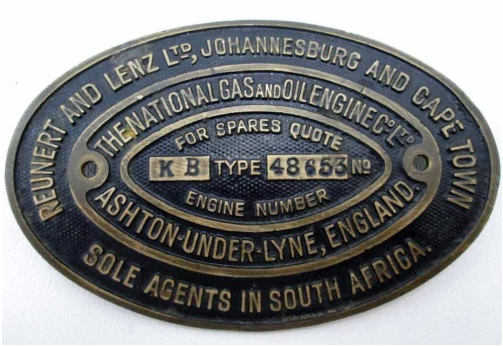 REUNERT AND LENZ LTD, JOHANNESBURG AND CAPE TOWN
THE NATIONAL GAS AND OIL ENGINE Co LTD
FOR SPARES QUOTE
K B TYPE 48653 No
ENGINE NUMBER
ASHTON-UNDER-LYNE, ENGLAND.
SOLE AGENTS IN SOUTH AFRICA.